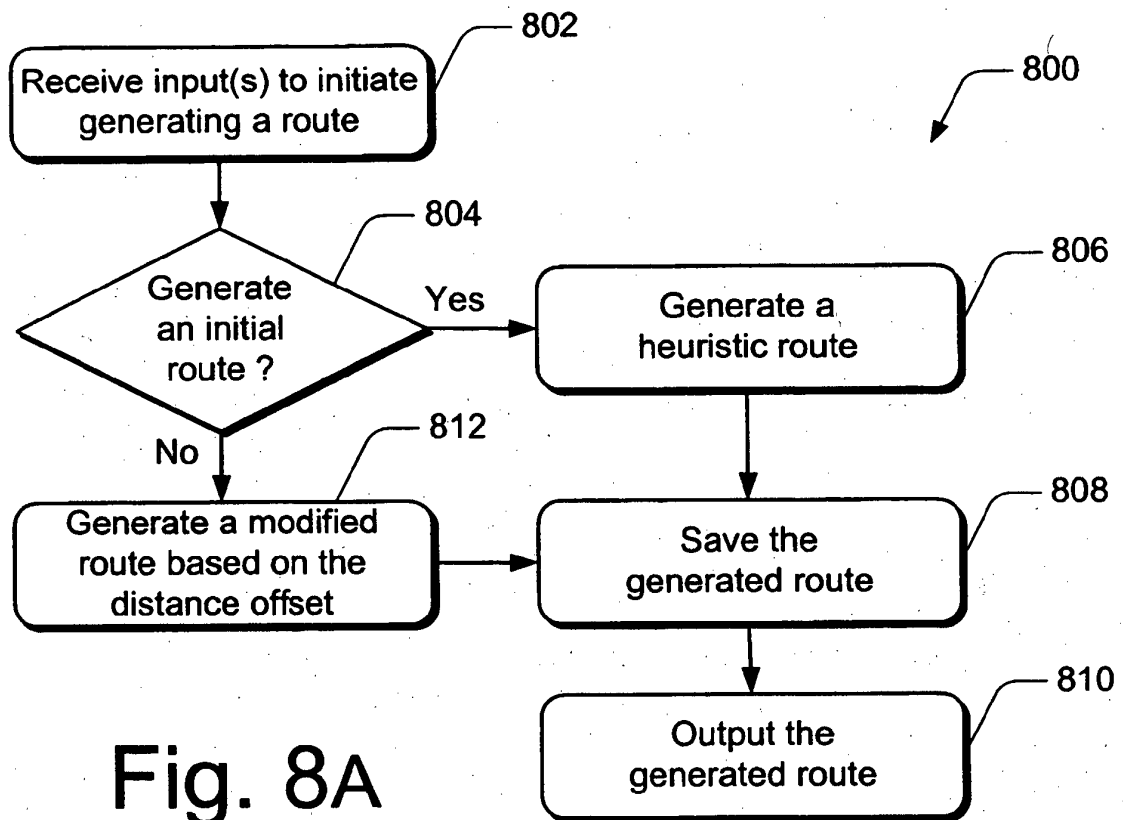 802
Receive input(s) to initiate
generating a route
800
804
Generate
an initial
route ?
Yes
806
Generate a
heuristic route
No
812
Generate a modified
route based on the
distance offset
808
Save the
generated route
810
Output the
generated route
Fig. 8A